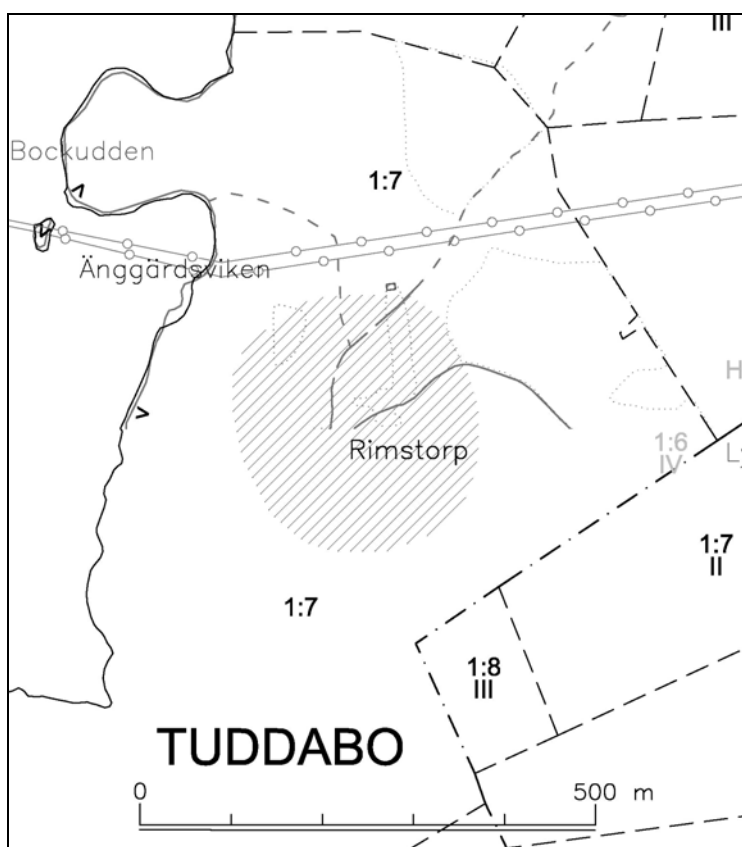 III
Bockudden
1:7
Änggärdsviken
H
Rimstorp
1:6
IV
L
1:7
II
1:7
1:8
III
TUDDABO
0
500 m